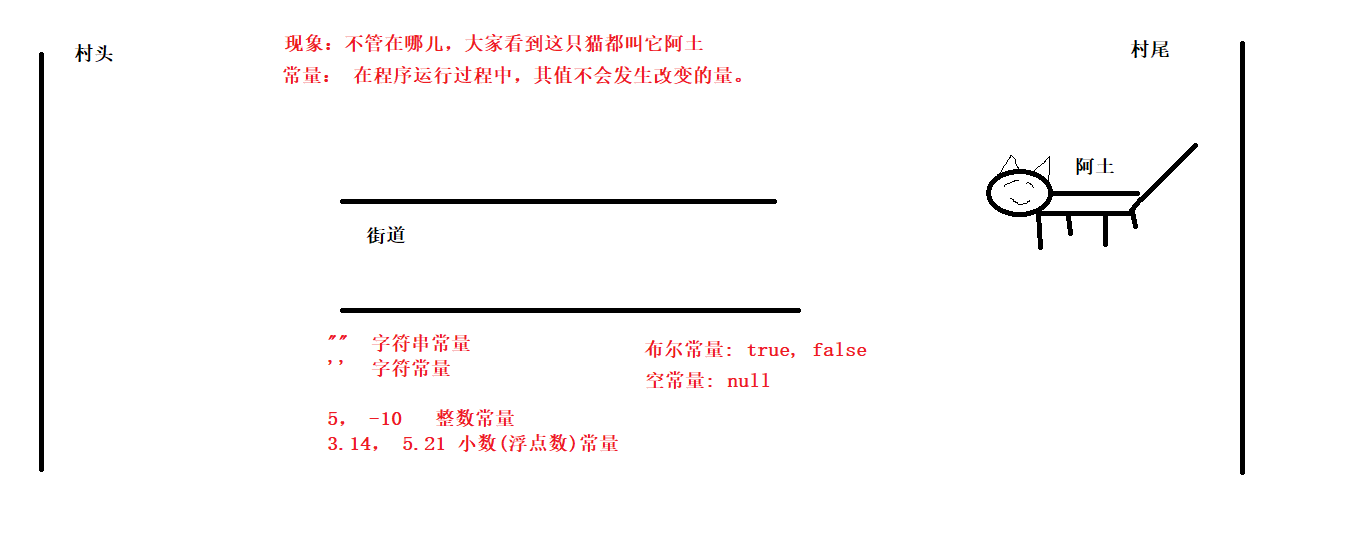 村头
现象：不管在哪儿，大家看到这只猫都叫它阿土
村尾
常量： 在程序运行过程中，其值不会发生改变的量。
阿土
街道
"" 字符串常量
'' 字符常量
布尔常量: true, false
空常量: null
5， -10 整数常量
3.14， 5.21 小数(浮点数)常量